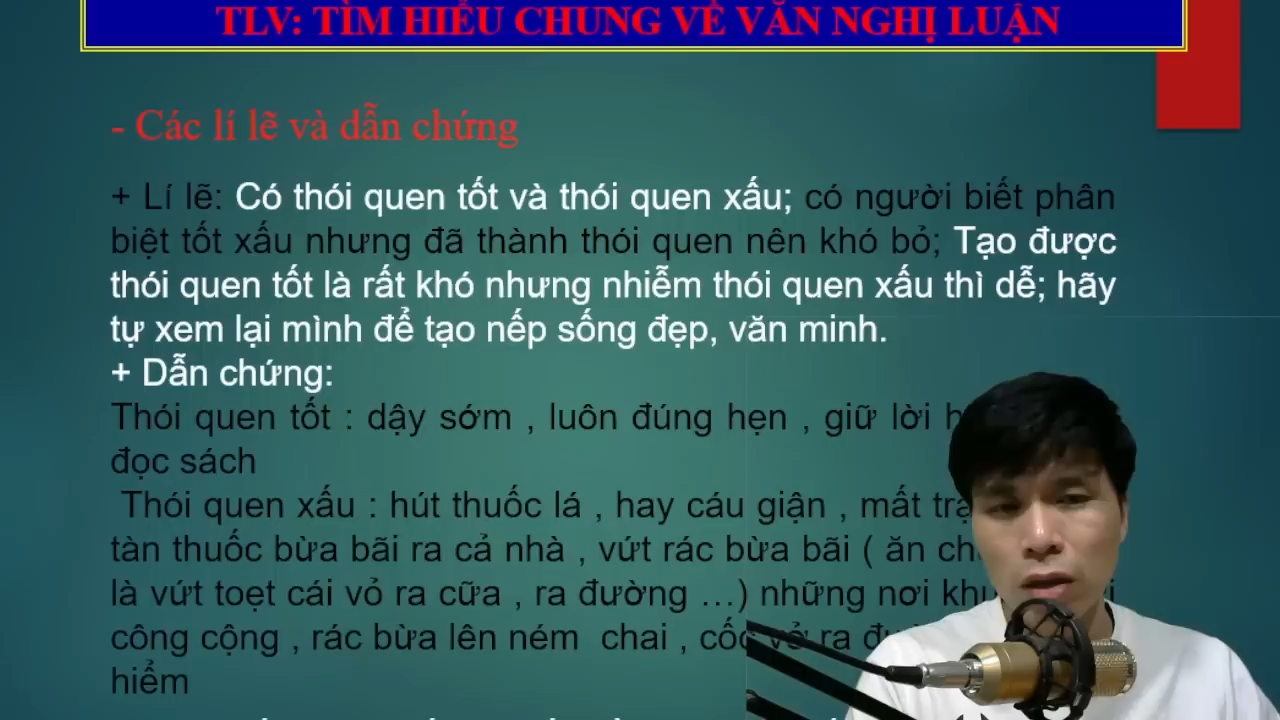 TLV: TÌM HIỂU CHUNG VỀ VĂN NGHỊ LUẬN
- Các lí lẽ và dẫn chứng
+ Lí lẽ: Có thói quen tốt và thói quen xấu; có người biết phân
biệt tốt xấu nhưng đã thành thói quen nên khó bỏ; Tạo được
thói quen tốt là rất khó nhưng nhiễm thói quen xấu thì dễ; hãy
tự xem lại mình để tạo nếp sống đẹp, văn minh.
+ Dẫn chứng:
Thói quen tốt : dậy sớm , luôn đúng hẹn , giữ lời
đọc sách
Thói quen xấu : hút thuốc lá , hay cáu giận , mất
tàn thuốc bừa bãi ra cả nhà , vứt rác bừa bãi ( ăn
là vứt toẹt cái vỏ ra cữa , ra đường ...) những nơi
công cộng , rác bừa lên ném chai , cốc vở ra
hiểm